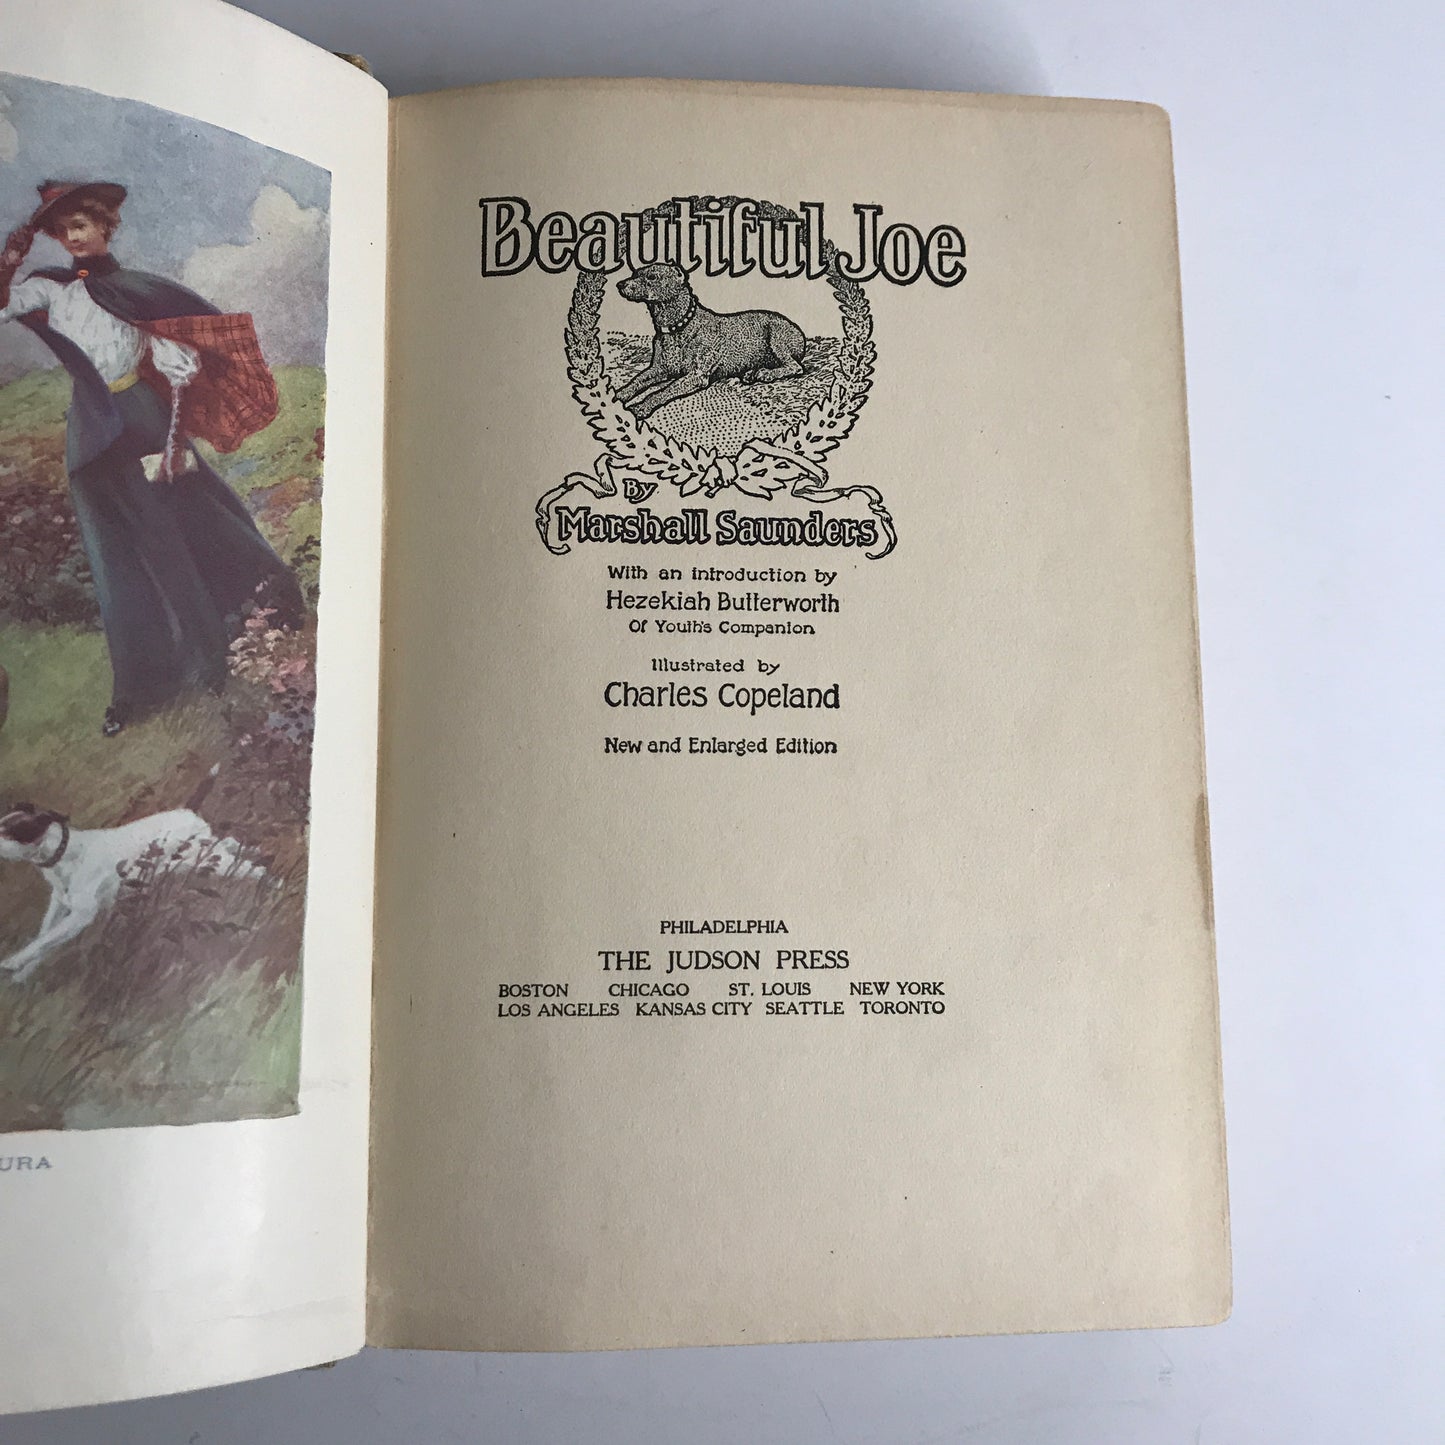 URA
Beautiful Joe
By
Marshall Saunders
With an introduction by
Hezekiah Butterworth
Of Youth's Companion
Illustrated by
Charles Copeland
New and Enlarged Edition
PHILADELPHIA
THE JUDSON PRESS
BOSTON CHICAGO ST. LOUIS NEW YORK
LOS ANGELES KANSAS CITY SEATTLE TORONTO